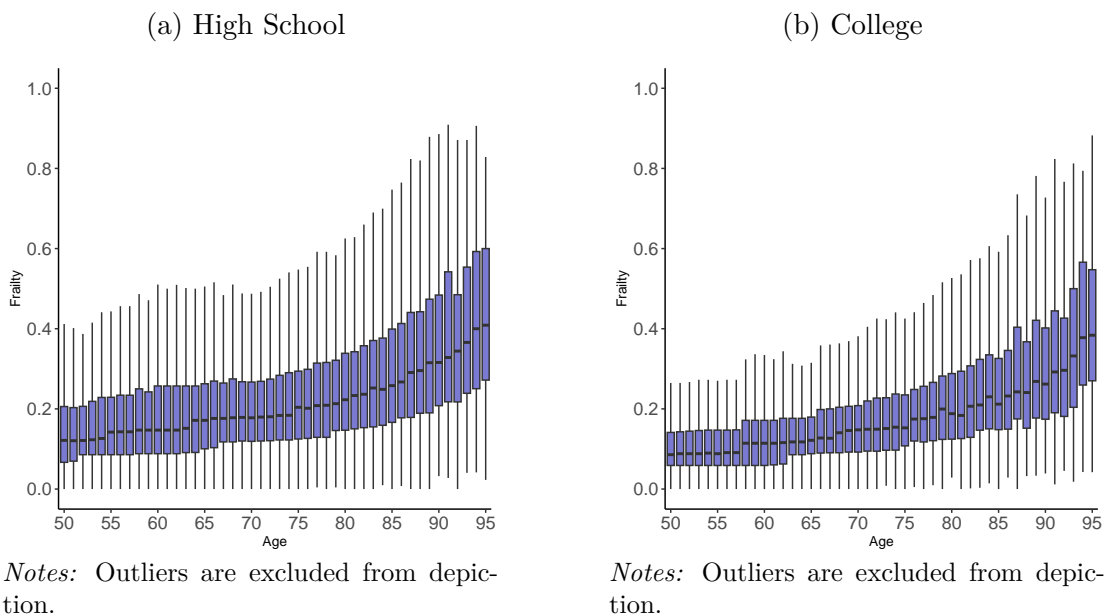 (a) High School
1.0
0.8
0.6
0.4
0.2
0.0
Frailty
50 55 60 65 70 75 80 85 90 95
Age
Notes: Outliers are excluded from depic-
tion.
(b) College
1.0
0.8
0.6
0.4
0.2
0.0
Frailty
50 55 60 65 70 75 80 85 90 95
Age
Notes: Outliers are excluded from depic-
tion.